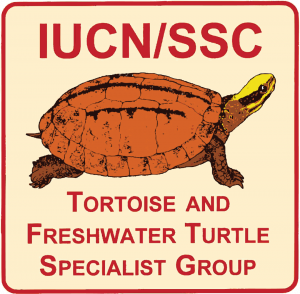 IUCN/SSC
Tortoise and
Freshwater Turtle
Specialist Group